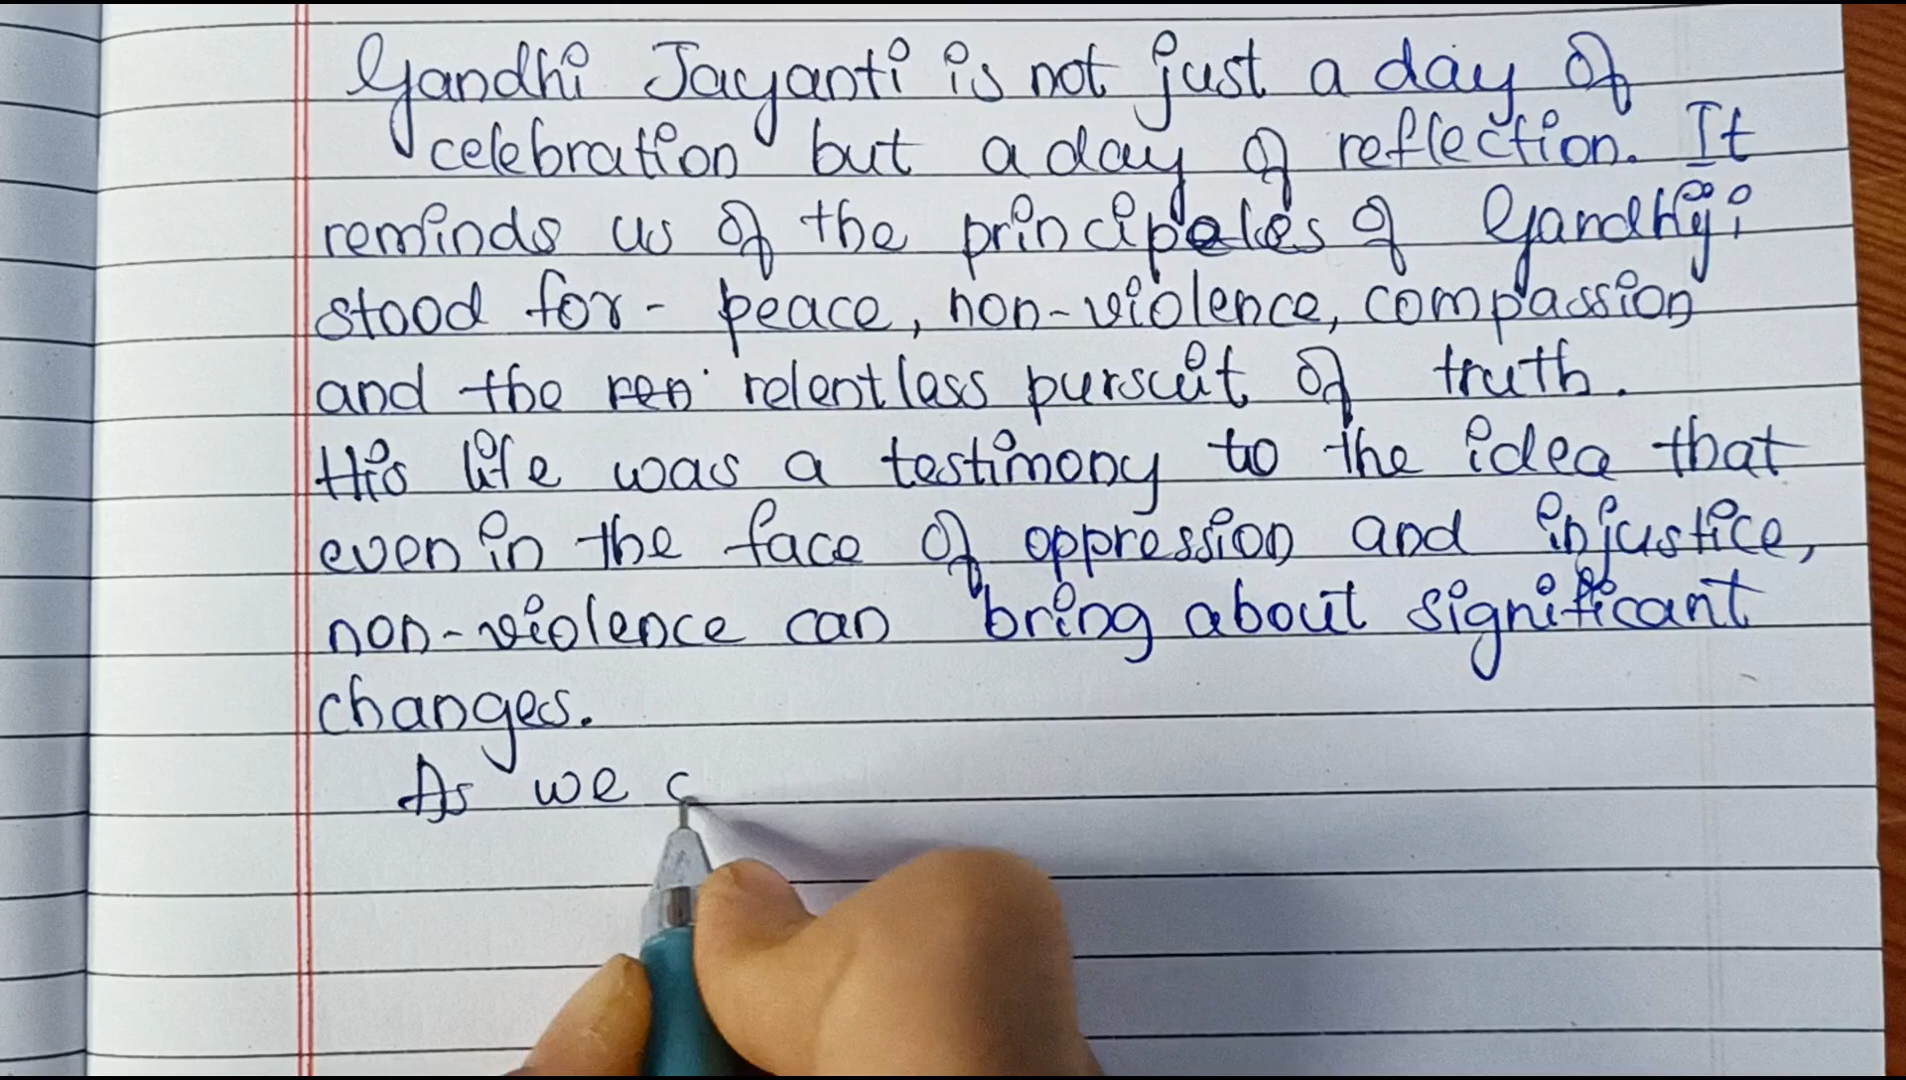 Gandhi Jayanti is not just a day of
celebration but a day of reflection. It
reminds us of the principles of Gandhiji
stood for - peace, non-violence, compassion
and the ren relentless pursuit of truth.
His life was a testimony to the idea that
even in the face of oppression and injustice,
non-violence can bring about significant
changes.
As we c